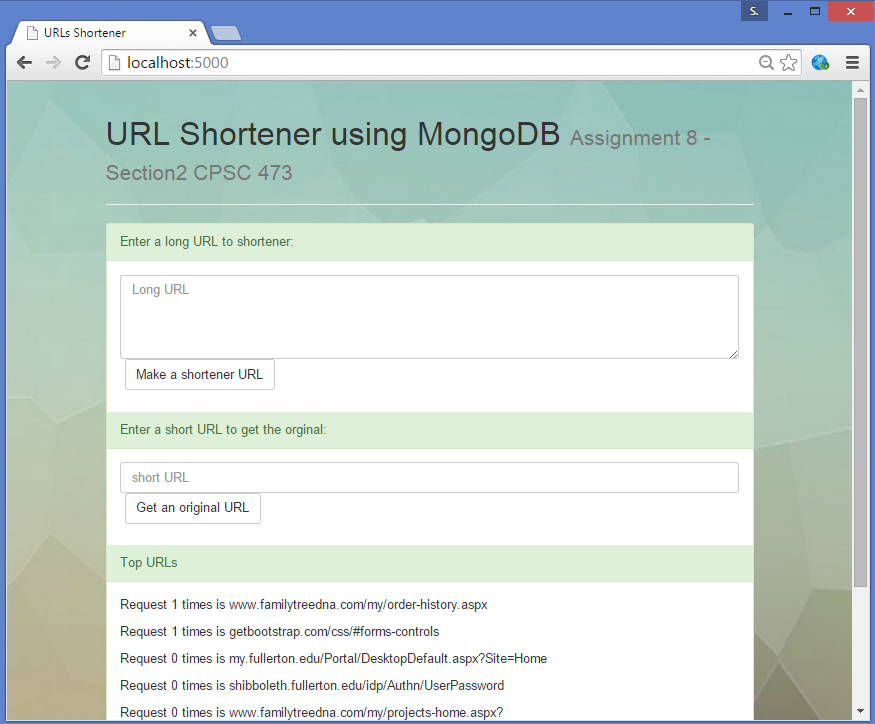 S.
URLs Shortener
localhost:5000
URL Shortener using MongoDB Assignment 8 -
Section2 CPSC 473
Enter a long URL to shortener:
Long URL
Make a shortener URL
Enter a short URL to get the orginal:
short URL
Get an original URL
Top URLs
Request 1 times is www.familytreedna.com/my/order-history.aspx
Request 1 times is getbootstrap.com/css/#forms-controls
Request 0 times is my.fullerton.edu/Portal/DesktopDefault.aspx?Site=Home
Request 0 times is shibboleth.fullerton.edu/idp/Authn/UserPassword
Request 0 times is www.familytreedna.com/my/projects-home.aspx?